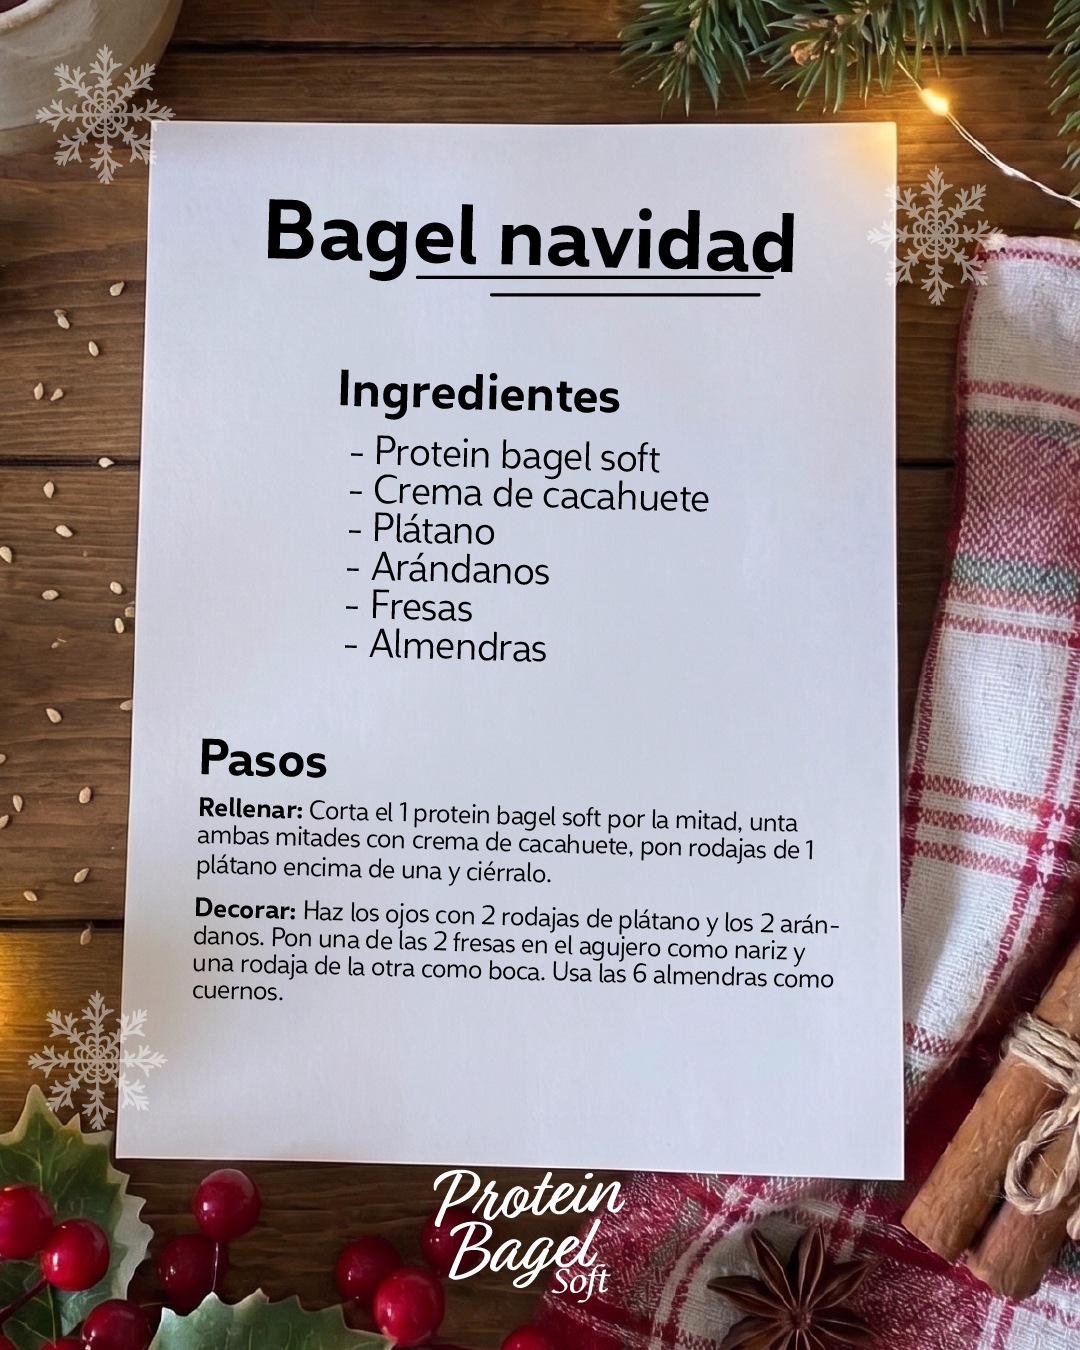 Bagel navidad
Ingredientes
- Protein bagel soft
- Crema de cacahuete
- Plátano
- Arándanos
- Fresas
- Almendras
Pasos
Rellenar: Corta el 1 protein bagel soft por la mitad, unta
ambas mitades con crema de cacahuete, pon rodajas de 1
plátano encima de una y ciérralo.
Decorar: Haz los ojos con 2 rodajas de plátano y los 2 arán-
danos. Pon una de las 2 fresas en el agujero como nariz y
una rodaja de la otra como boca. Usa las 6 almendras como
cuernos.
Protein
Bagel
Soft